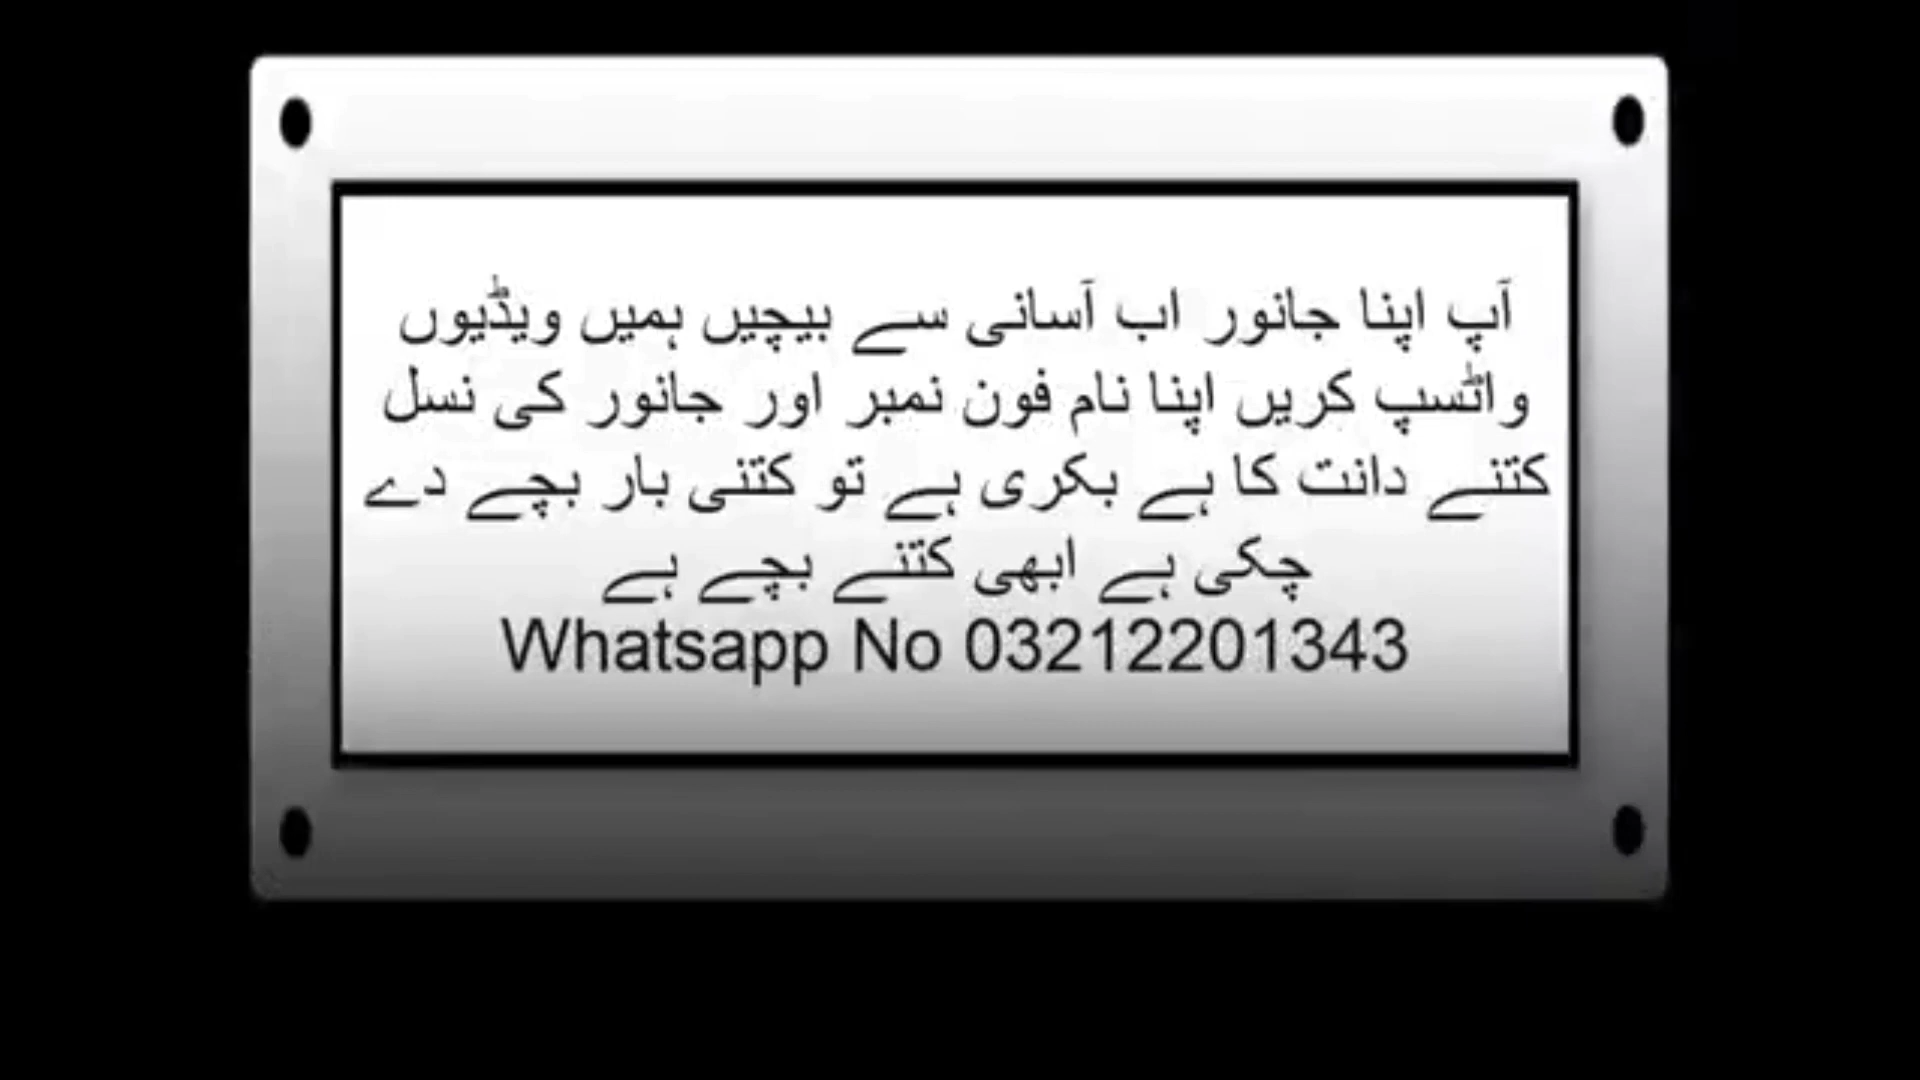 آپ اپنا جانور اب آسانی سے بیچیں ہمیں ویڈیوں
واٹسپ کریں اپنا نام فون نمبر اور جانور کی نسل
کتنے دانت کا ہے بکری ہے تو کتنی بار بچے دے
چکی ہے ابھی کتنے بچے ہے
Whatsapp No 03212201343